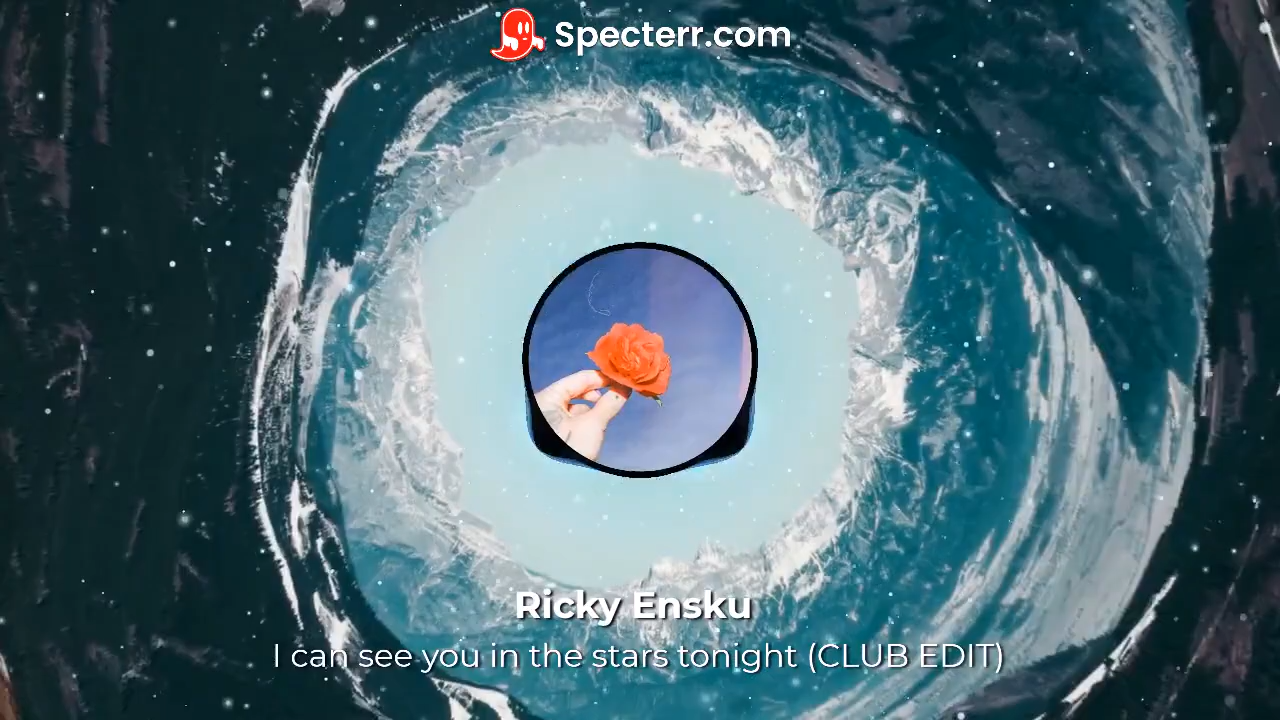 Specterr.com
Ricky Ensku
I can see you in the stars tonight (CLUB EDIT)